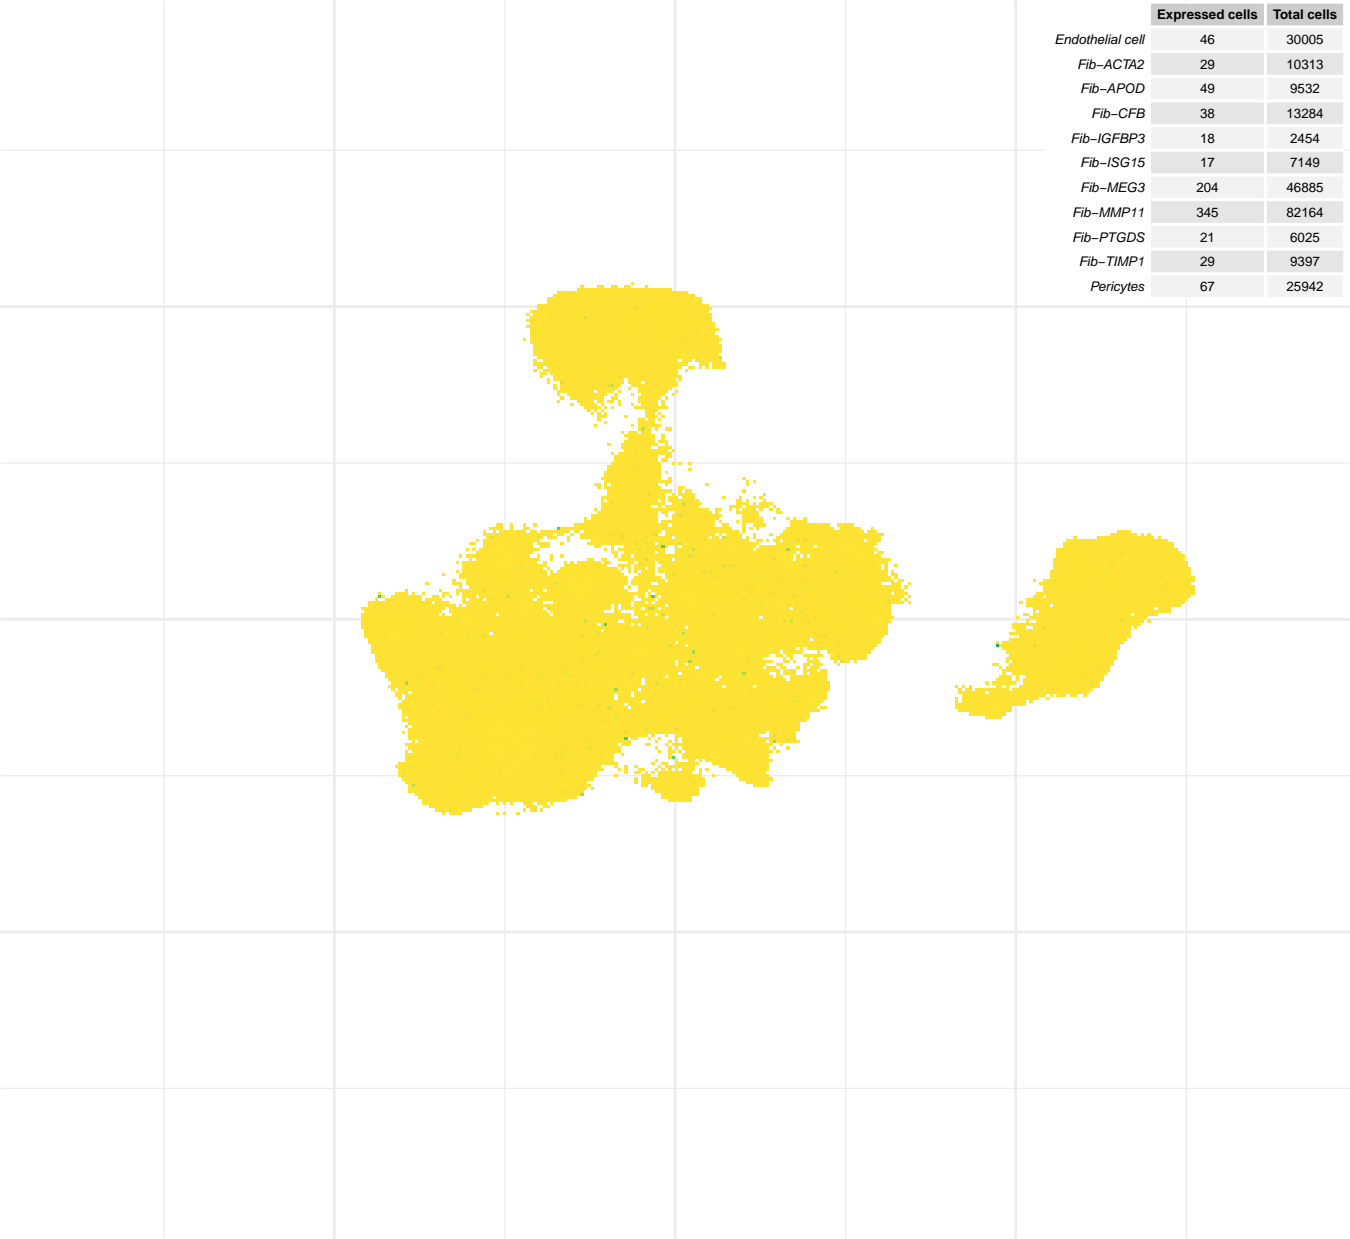 Expressed cells Total cells
Endothelial cell 46 30005
Fib−ACTA2 29 10313
Fib−APOD 49 9532
Fib−CFB 38 13284
Fib−IGFBP3 18 2454
Fib−ISG15 17 7149
Fib−MEG3 204 46885
Fib−MMP11 345 82164
Fib−PTGDS 21 6025
Fib−TIMP1 29 9397
Pericytes 67 25942